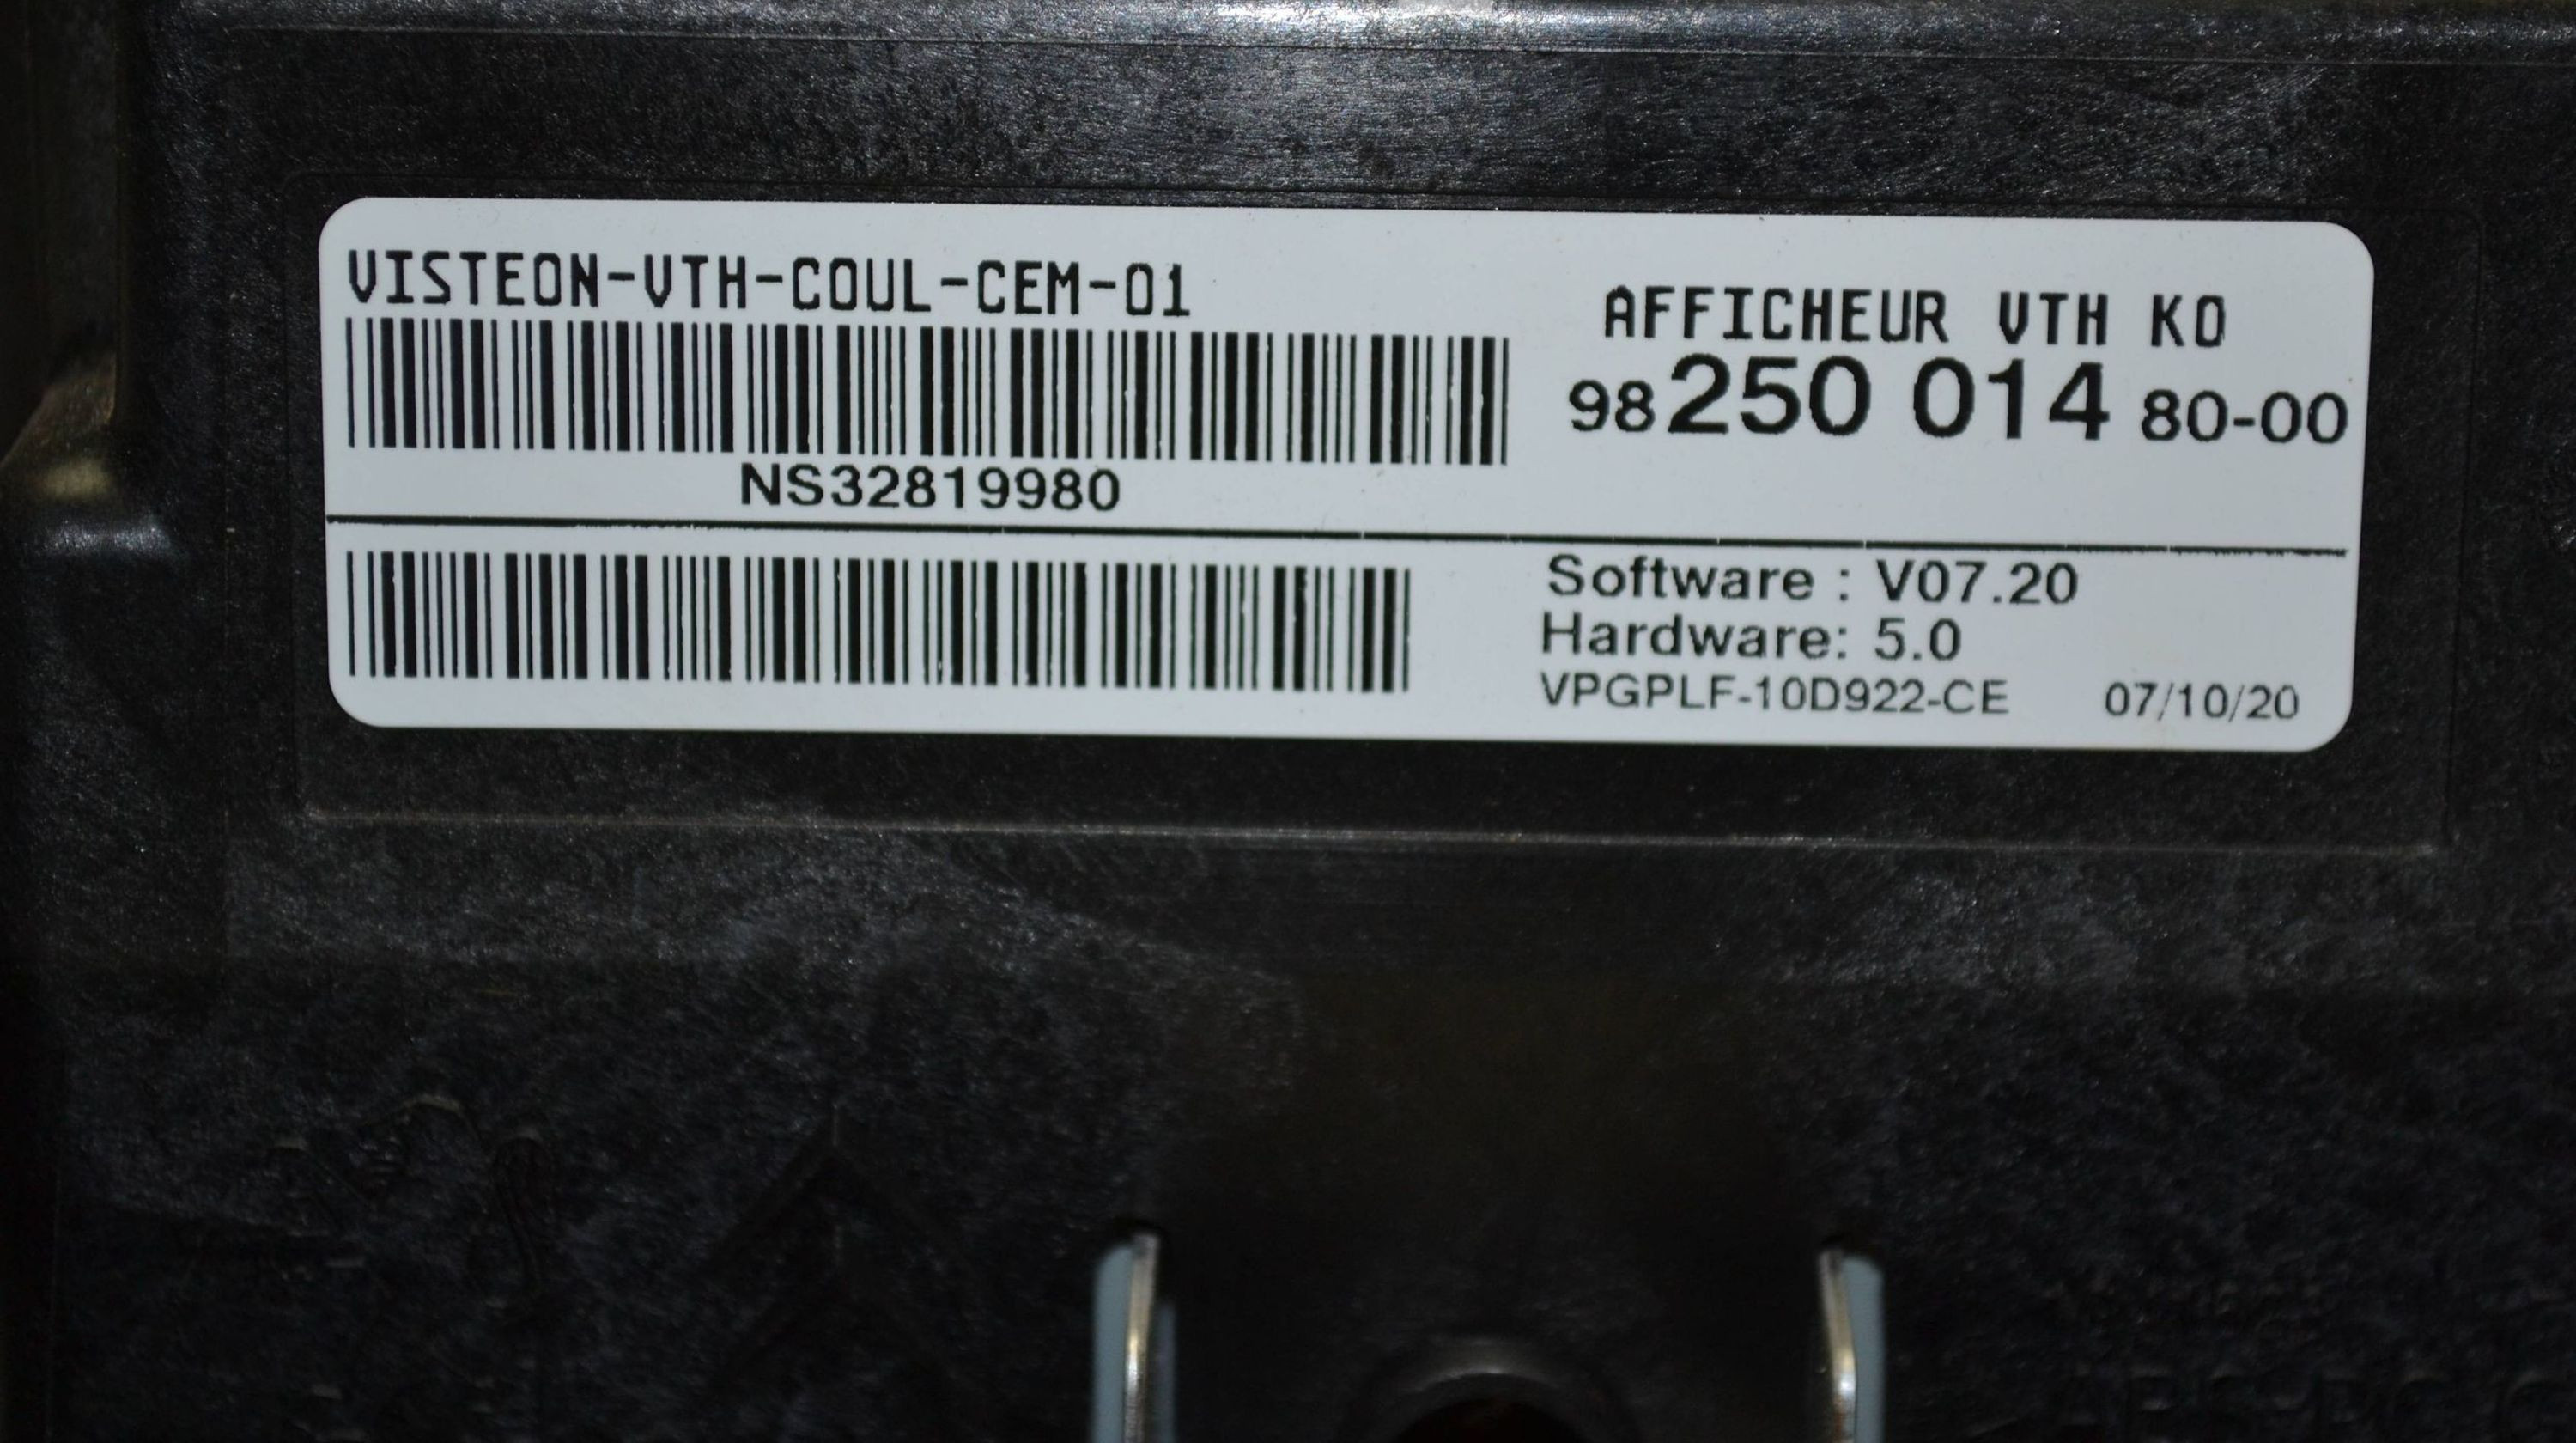 VISTEON-VTH-COUL-CEM-01
NS32819980
AFFICHEUR VTH K0
98 250 014 80-00
Software : V07.20
Hardware: 5.0
VPGPLF-10D922-CE 07/10/20